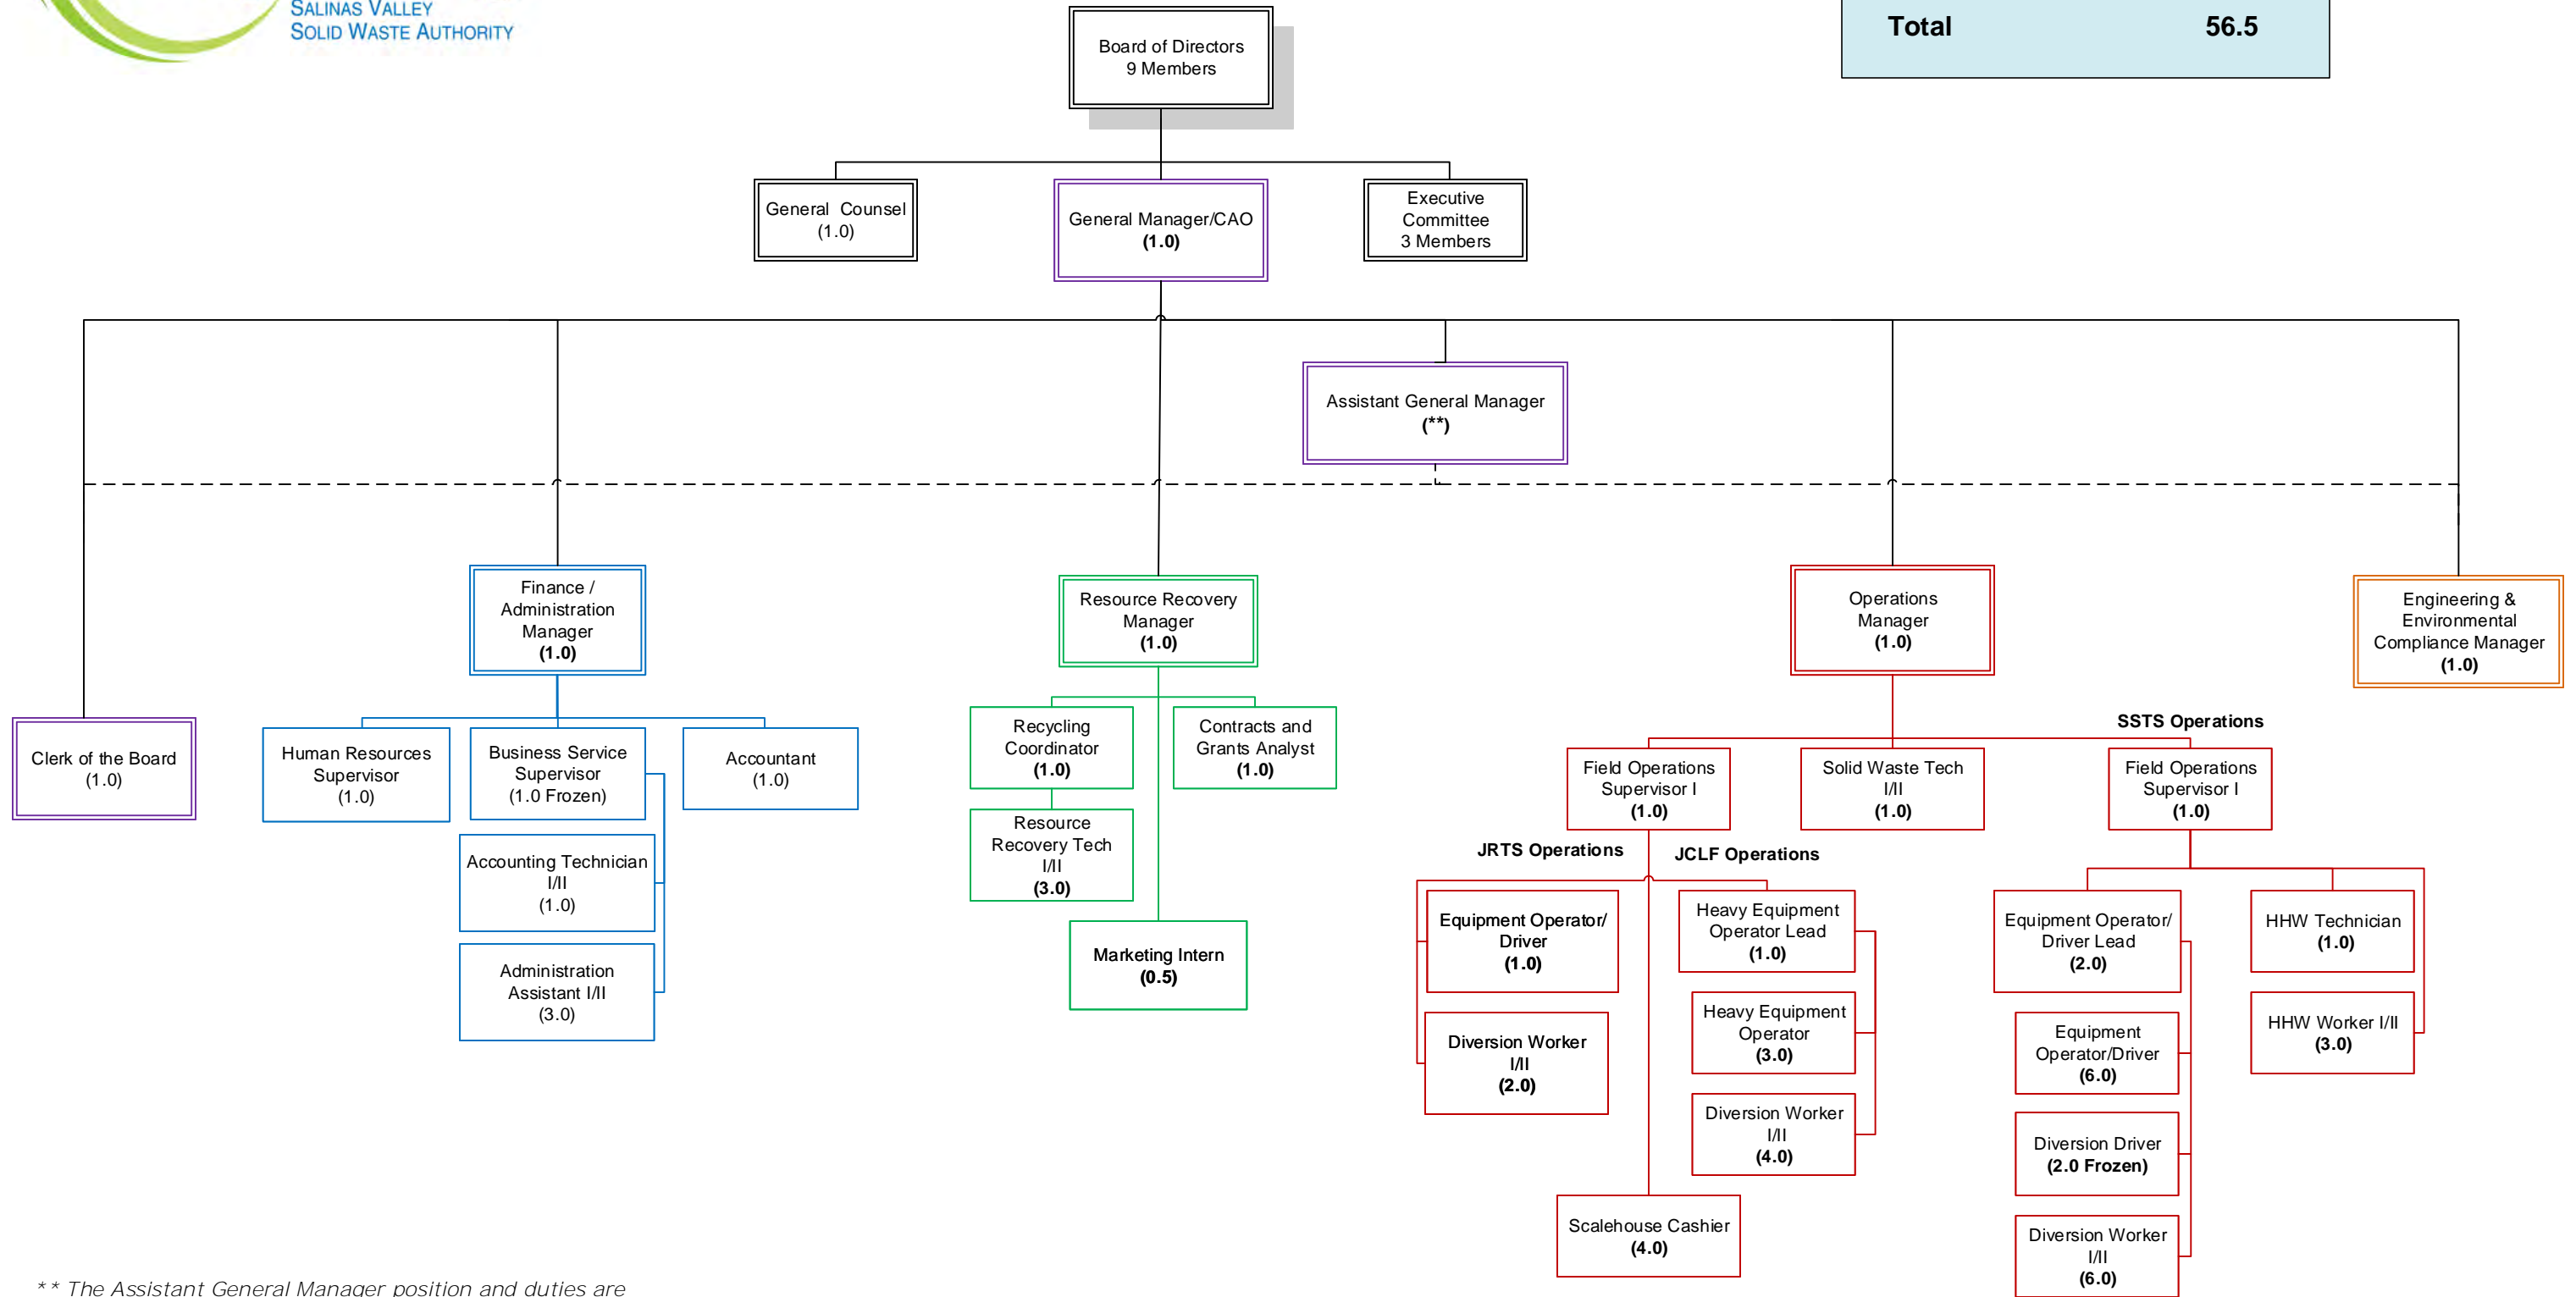 SALINAS VALLEY
SOLID WASTE AUTHORITY
Total 56.5
Board of Directors
9 Members
General Counsel
(1.0)
General Manager/CAO
(1.0)
Executive
Committee
3 Members
Assistant General Manager
(**)
Finance /
Administration
Manager
(1.0)
Resource Recovery
Manager
(1.0)
Operations
Manager
(1.0)
Engineering &
Environmental
Compliance Manager
(1.0)
Clerk of the Board
(1.0)
Human Resources
Supervisor
(1.0)
Business Service
Supervisor
(1.0 Frozen)
Accountant
(1.0)
Accounting Technician
I/II
(1.0)
Administration
Assistant I/II
(3.0)
Recycling
Coordinator
(1.0)
Contracts and
Grants Analyst
(1.0)
Resource
Recovery Tech
I/II
(3.0)
Marketing Intern
(0.5)
SSTS Operations
Field Operations
Supervisor I
(1.0)
Solid Waste Tech
I/II
(1.0)
Field Operations
Supervisor I
(1.0)
JRTS Operations
JCLF Operations
Equipment Operator/
Driver
(1.0)
Diversion Worker
I/II
(2.0)
Heavy Equipment
Operator Lead
(1.0)
Heavy Equipment
Operator
(3.0)
Diversion Worker
I/II
(4.0)
Scalehouse Cashier
(4.0)
Equipment Operator/
Driver Lead
(2.0)
Equipment
Operator/Driver
(6.0)
Diversion Driver
(2.0 Frozen)
Diversion Worker
I/II
(6.0)
HHW Technician
(1.0)
HHW Worker I/II
(3.0)
** The Assistant General Manager position and duties are